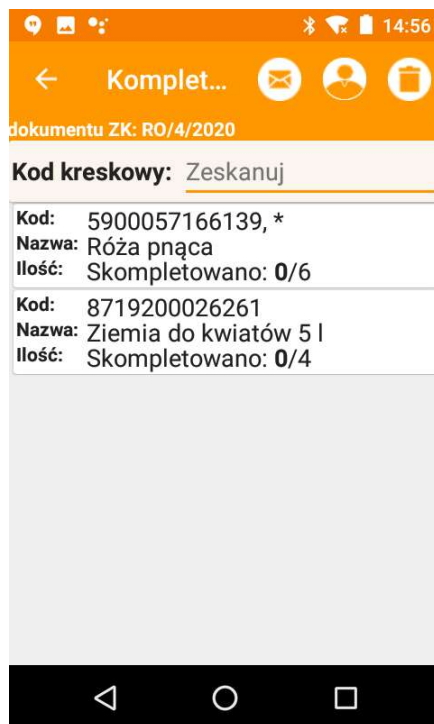 14:56
Komplet...
dokumentu ZK: RO/4/2020
Kod kreskowy: Zeskanuj
Kod: 5900057166139, *
Nazwa: Róża pnąca
Ilość: Skompletowano: 0/6
Kod: 8719200026261
Nazwa: Ziemia do kwiatów 5 l
Ilość: Skompletowano: 0/4